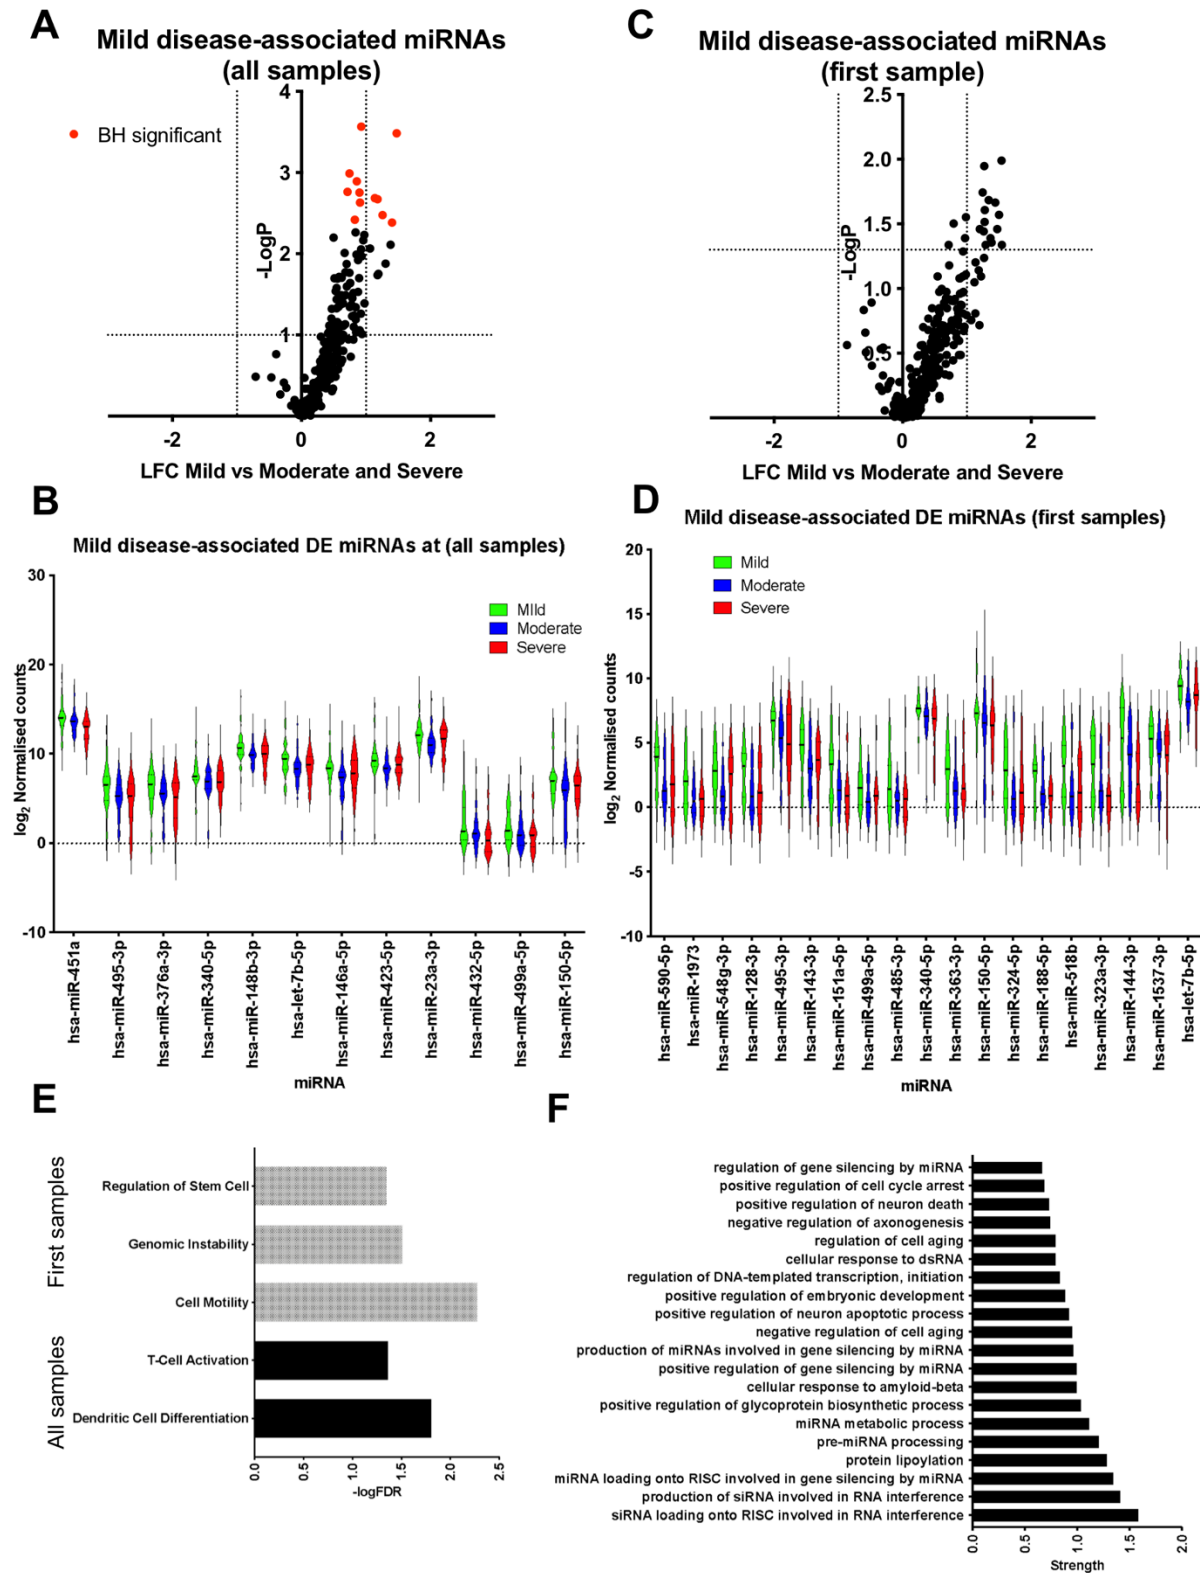 A
Mild disease-associated miRNAs
(all samples)
BH significant
-LogP
4
3
2
1
-2
0
2
LFC Mild vs Moderate and Severe
C
Mild disease-associated miRNAs
(first sample)
-LogP
2.5
2.0
1.5
1.0
0.5
-2
0
2
LFC Mild vs Moderate and Severe
B
Mild disease-associated DE miRNAs at (all samples)
MIld
Moderate
Severe
log2 Normalised counts
30
20
10
0
-10
hsa-miR-451a
hsa-miR-495-3p
hsa-miR-376a-3p
hsa-miR-340-5p
hsa-miR-148b-3p
hsa-let-7b-5p
hsa-miR-146a-5p
hsa-miR-423-5p
hsa-miR-23a-3p
hsa-miR-432-5p
hsa-miR-499a-5p
hsa-miR-150-5p
miRNA
D
Mild disease-associated DE miRNAs (first samples)
Mild
Moderate
Severe
log2 Normalised counts
20
15
10
5
0
-5
-10
hsa-miR-590-5p
hsa-miR-1973
hsa-miR-548g-3p
hsa-miR-128-3p
hsa-miR-495-3p
hsa-miR-143-3p
hsa-miR-151a-5p
hsa-miR-499a-5p
hsa-miR-485-3p
hsa-miR-340-5p
hsa-miR-363-3p
hsa-miR-150-5p
hsa-miR-324-5p
hsa-miR-188-5p
hsa-miR-518b
hsa-miR-323a-3p
hsa-miR-144-3p
hsa-miR-1537-3p
hsa-let-7b-5p
miRNA
E
First samples
All samples
Regulation of Stem Cell
Genomic Instability
Cell Motility
T-Cell Activation
Dendritic Cell Differentiation
0.0
0.5
1.0
1.5
2.0
2.5
-logFDR
F
regulation of gene silencing by miRNA
positive regulation of cell cycle arrest
positive regulation of neuron death
negative regulation of axonogenesis
regulation of cell aging
cellular response to dsRNA
regulation of DNA-templated transcription, initiation
positive regulation of embryonic development
positive regulation of neuron apoptotic process
negative regulation of cell aging
production of miRNAs involved in gene silencing by miRNA
positive regulation of gene silencing by miRNA
cellular response to amyloid-beta
positive regulation of glycoprotein biosynthetic process
miRNA metabolic process
pre-miRNA processing
protein lipoylation
miRNA loading onto RISC involved in gene silencing by miRNA
production of siRNA involved in RNA interference
siRNA loading onto RISC involved in RNA interference
0.0
0.5
1.0
1.5
2.0
Strength